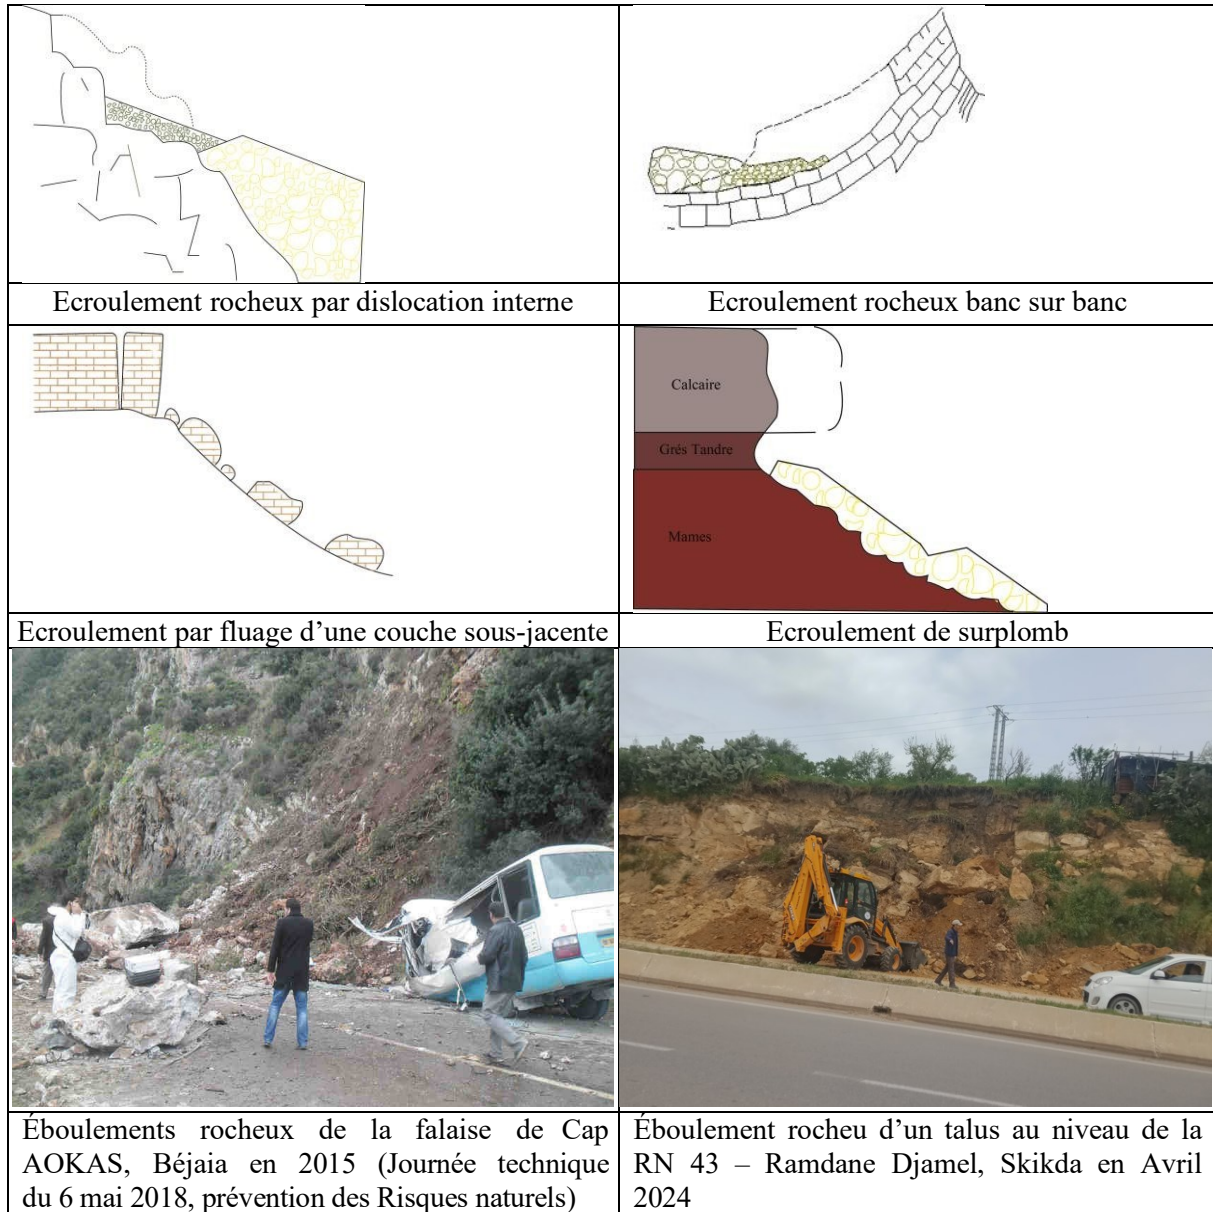 Ecroulement rocheux par dislocation interne
Ecroulement rocheux banc sur banc
Calcaire
Grés Tandre
Mames
Ecroulement par fluage d’une couche sous-jacente
Ecroulement de surplomb
Éboulements rocheux de la falaise de Cap
AOKAS, Béjaia en 2015 (Journée technique
du 6 mai 2018, prévention des Risques naturels)
Éboulement rocheu d’un talus au niveau de la
RN 43 – Ramdane Djamel, Skikda en Avril
2024